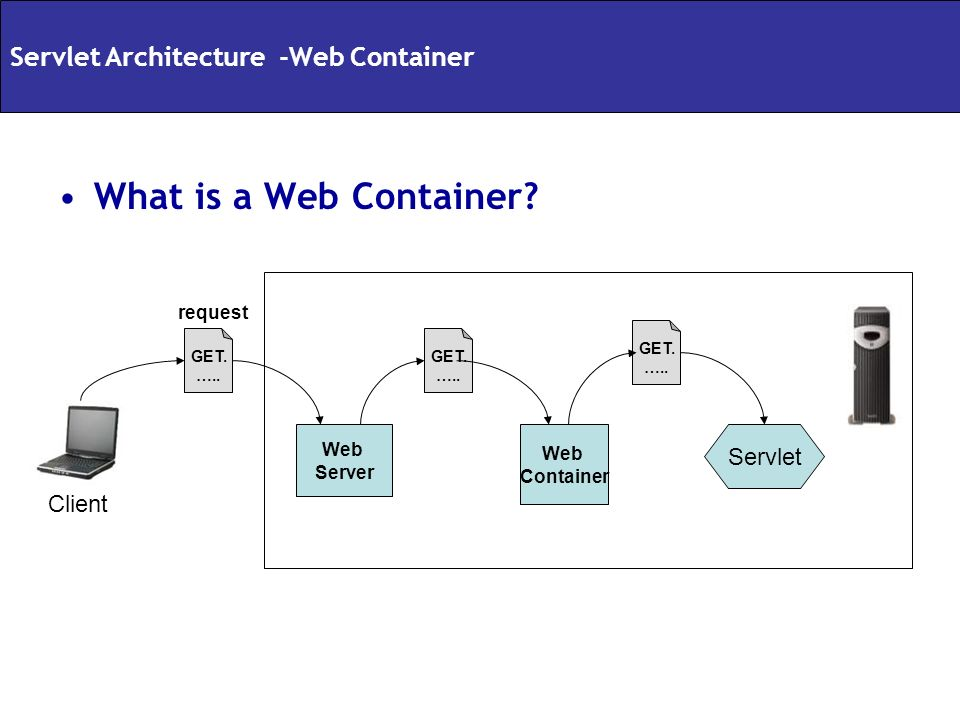 Servlet Architecture -Web Container
• What is a Web Container?
request
GET.
…..
GET.
…..
GET.
…..
Web
Server
Web
Container
Servlet
Client